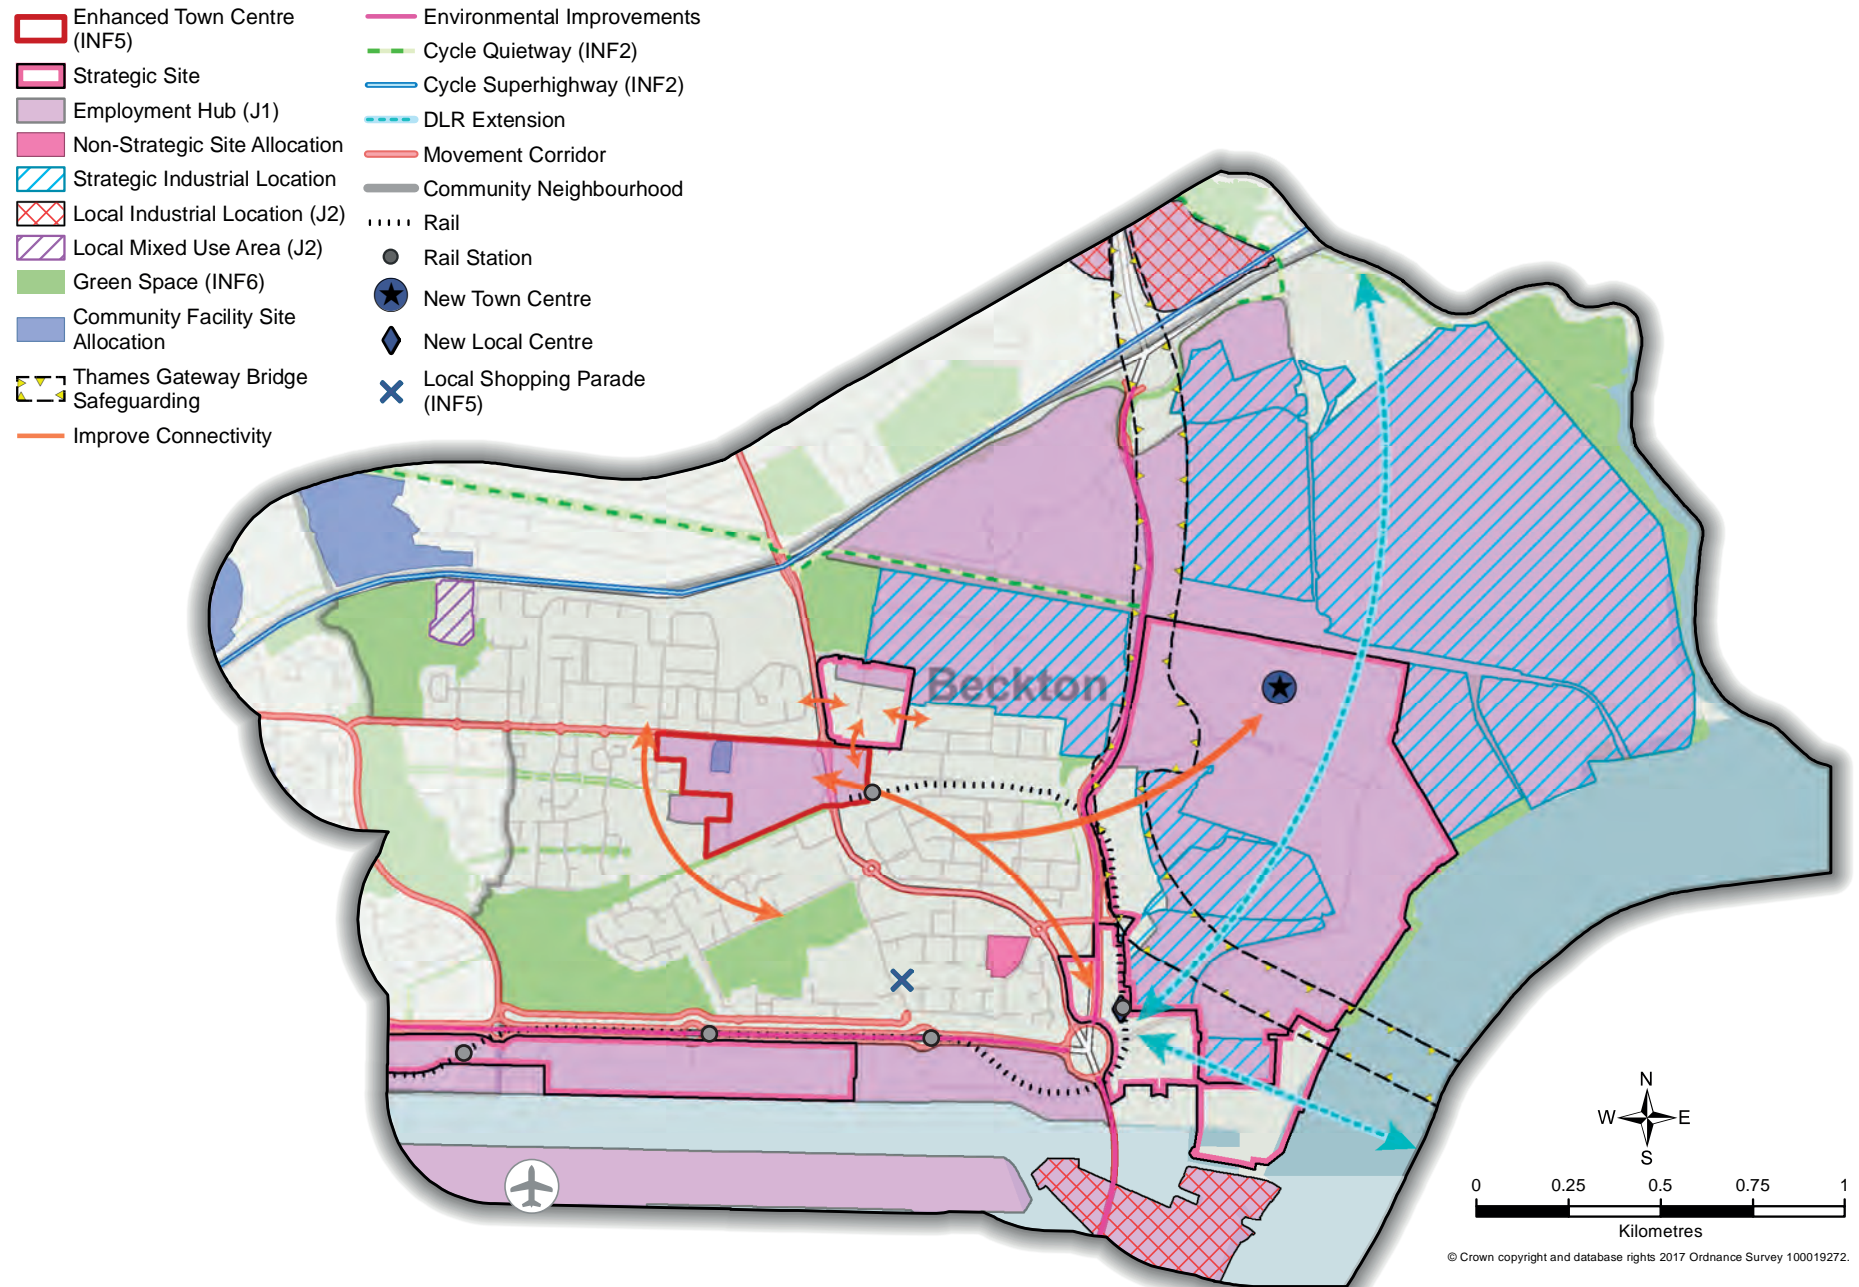 Enhanced Town Centre
(INF5)
Strategic Site
Employment Hub (J1)
Non-Strategic Site Allocation
Strategic Industrial Location
Local Industrial Location (J2)
Local Mixed Use Area (J2)
Green Space (INF6)
Community Facility Site
Allocation
Thames Gateway Bridge
Safeguarding
Improve Connectivity
Environmental Improvements
Cycle Quietway (INF2)
Cycle Superhighway (INF2)
DLR Extension
Movement Corridor
Community Neighbourhood
Rail
Rail Station
New Town Centre
New Local Centre
Local Shopping Parade
(INF5)
Beckton
N
W E
S
0 0.25 0.5 0.75 1
Kilometres
© Crown copyright and database rights 2017 Ordnance Survey 100019272.